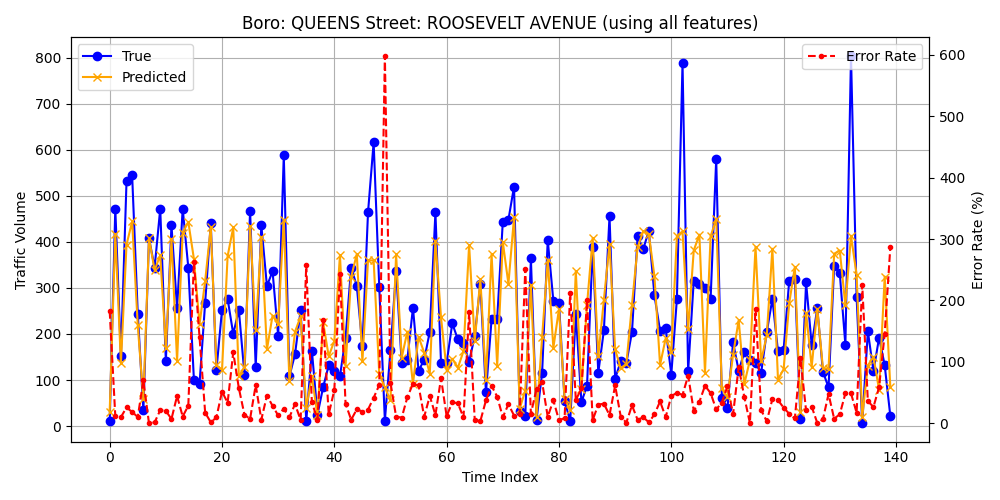 Boro: QUEENS Street: ROOSEVELT AVENUE (using all features)
True
Predicted
Error Rate
Traffic Volume
800
700
600
500
400
300
200
100
0
600
500
400
300
200
100
0
Error Rate (%)
0 20 40 60 80 100 120 140
Time Index